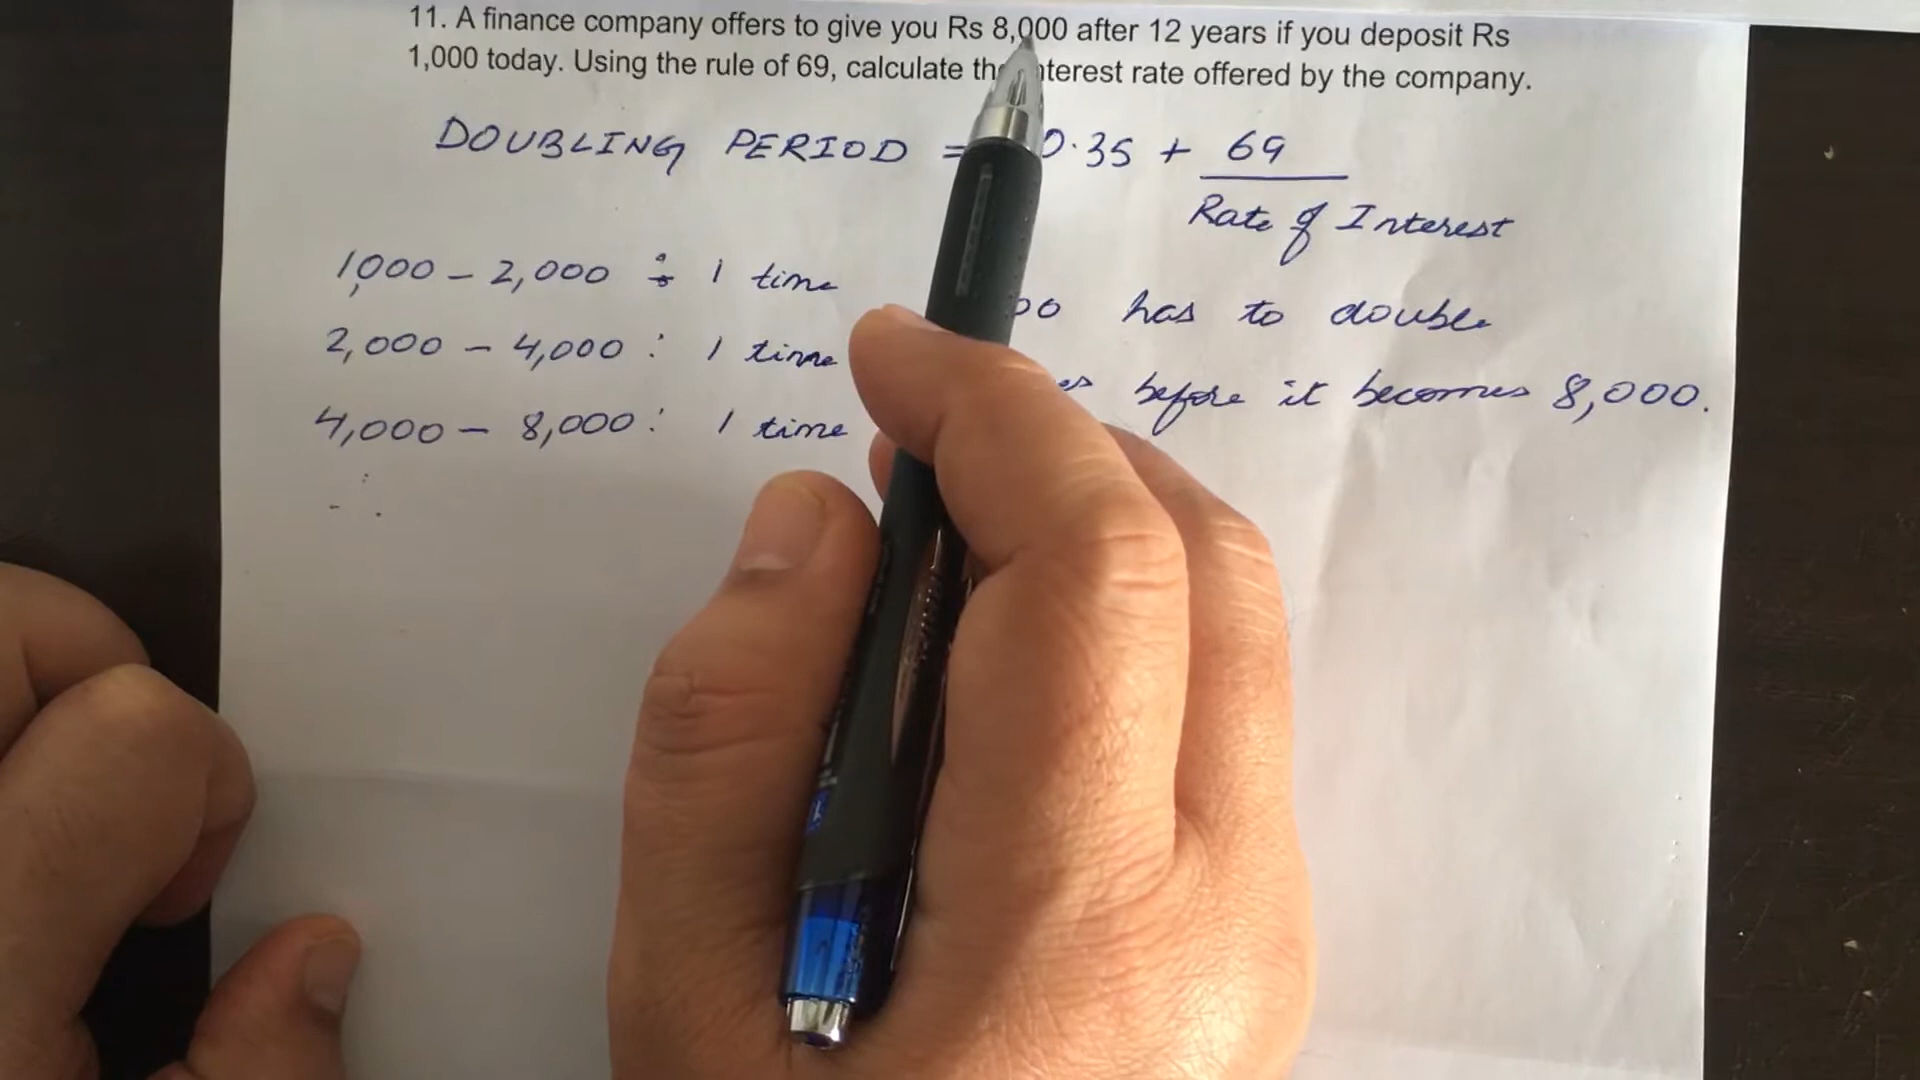 11. A finance company offers to give you Rs 8,000 after 12 years if you deposit Rs
1,000 today. Using the rule of 69, calculate interest rate offered by the company.
DOUBLING PERIOD = 0.35 + 69
Rate of Interest
1,000 - 2,000 : 1 time
has to double
2,000 - 4,000 : 1 time
before it becomes 8,000.
4,000 - 8,000 : 1 time